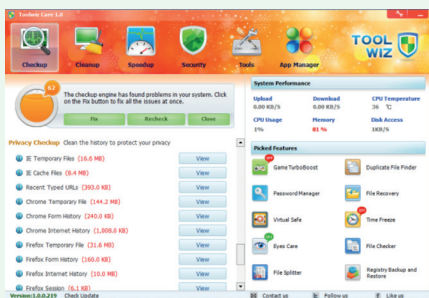 Toolwiz Care 1.0
Checkup
Cleanup
Speedup
Security
Tools
App Manager
TOOL
WIZ
62
The checkup engine has found problems in your system. Click
on the Fix button to fix all the issues at once.
Fix
Recheck
Close
Privacy Checkup Clean the history to protect your privacy
IE Temporary Files (16.6 MB) View
IE Cache Files (8.4 MB) View
Recent Typed URLs (393.0 KB) View
Chrome Temporary File (144.2 MB) View
Chrome Form History (240.0 KB) View
Chrome Internet History (1,808.0 KB) View
Firefox Temporary File (31.6 MB) View
Firefox Form History (160.0 KB) View
Firefox Internet History (10.0 MB) View
Firefox Session (6.1 KB) View
Version:1.0.0.219 Check Update
System Performance
Upload Download CPU Temperature
0.00 KB/S 0.00 KB/S 36 ℃
CPU Usage Memory Disk Access
1% 81 % 1KB/S
Picked Features
Game TurboBoost
Duplicate File Finder
Password Manager
File Recovery
Virtual Safe
Time Freeze
Eyes Care
File Checker
File Splitter
Registry Backup and
Restore
Contact us
Follow us
Like us